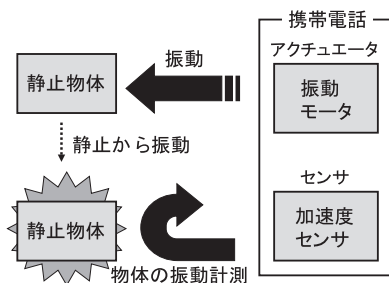 携帯電話
アクチュエータ
振動
モータ
振動
静止物体
静止から振動
センサ
加速度
センサ
静止物体
物体の振動計測